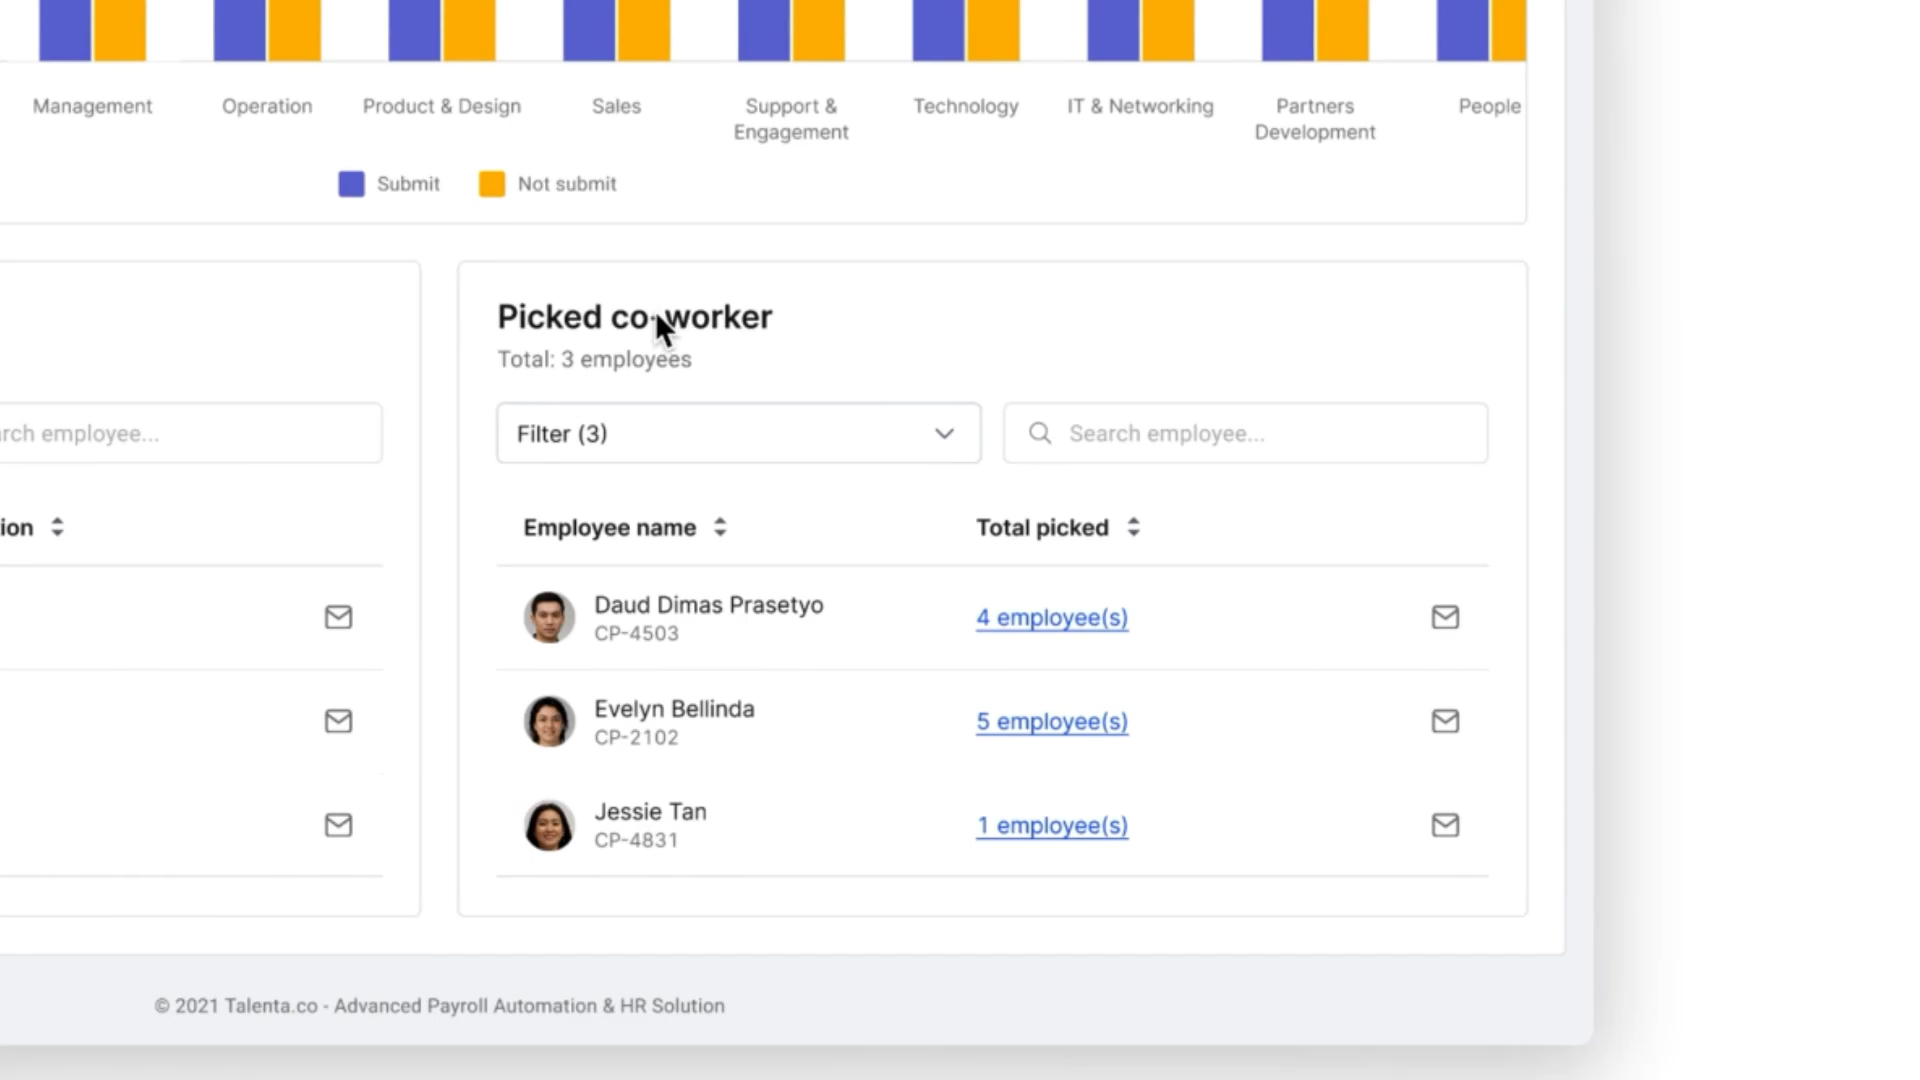 Management
Operation
Product & Design
Sales
Support &
Engagement
Technology
IT & Networking
Partners
Development
People
Submit
Not submit
Picked co-worker
Total: 3 employees
rch employee...
Filter (3)
Search employee...
ion
Employee name
Total picked
Daud Dimas Prasetyo
CP-4503
4 employee(s)
Evelyn Bellinda
CP-2102
5 employee(s)
Jessie Tan
CP-4831
1 employee(s)
© 2021 Talenta.co - Advanced Payroll Automation & HR Solution